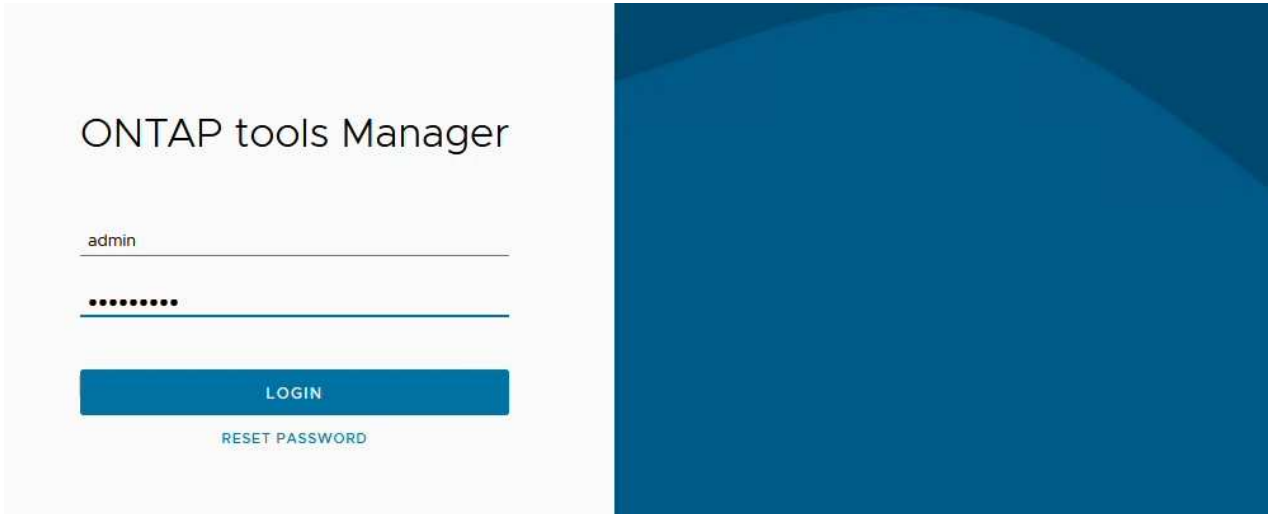 ONTAP tools Manager
admin
•••••••••
LOGIN
RESET PASSWORD